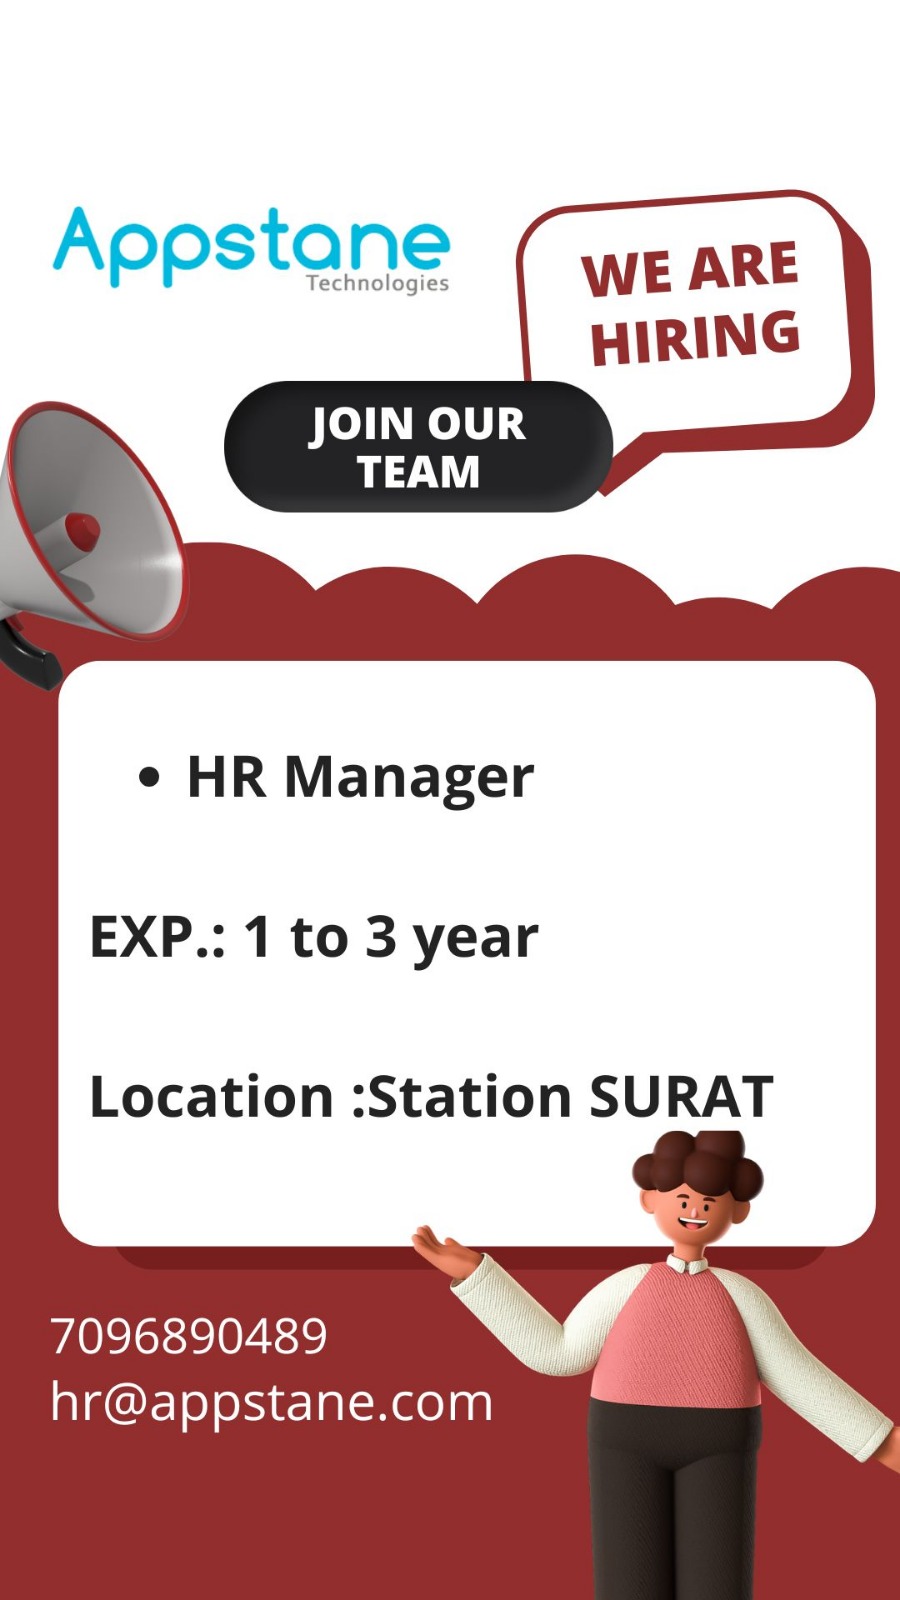 Appstane
Technologies
WE ARE
HIRING
JOIN OUR
TEAM
• HR Manager
EXP.: 1 to 3 year
Location :Station SURAT
7096890489
hr@appstane.com